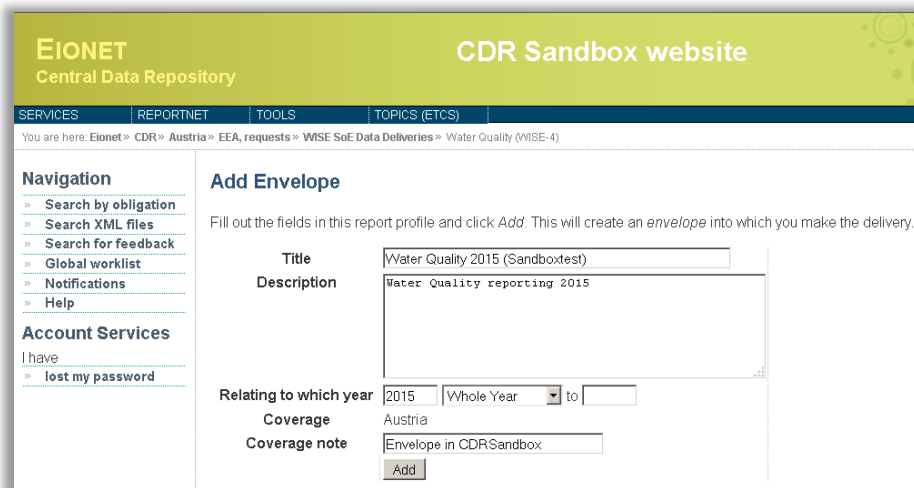 EIONET
Central Data Repository
CDR Sandbox website
SERVICES REPORTNET TOOLS TOPICS (ETCS)
You are here: Eionet » CDR » Austria » EEA, requests » WISE SoE Data Deliveries » Water Quality (WISE-4)
Navigation
» Search by obligation
» Search XML files
» Search for feedback
» Global worklist
» Notifications
» Help
Account Services
I have
» lost my password
Add Envelope
Fill out the fields in this report profile and click Add. This will create an envelope into which you make the delivery.
Title Water Quality 2015 (Sandboxtest)
Description Water Quality reporting 2015
Relating to which year 2015 Whole Year to
Coverage Austria
Coverage note Envelope in CDRSandbox
Add